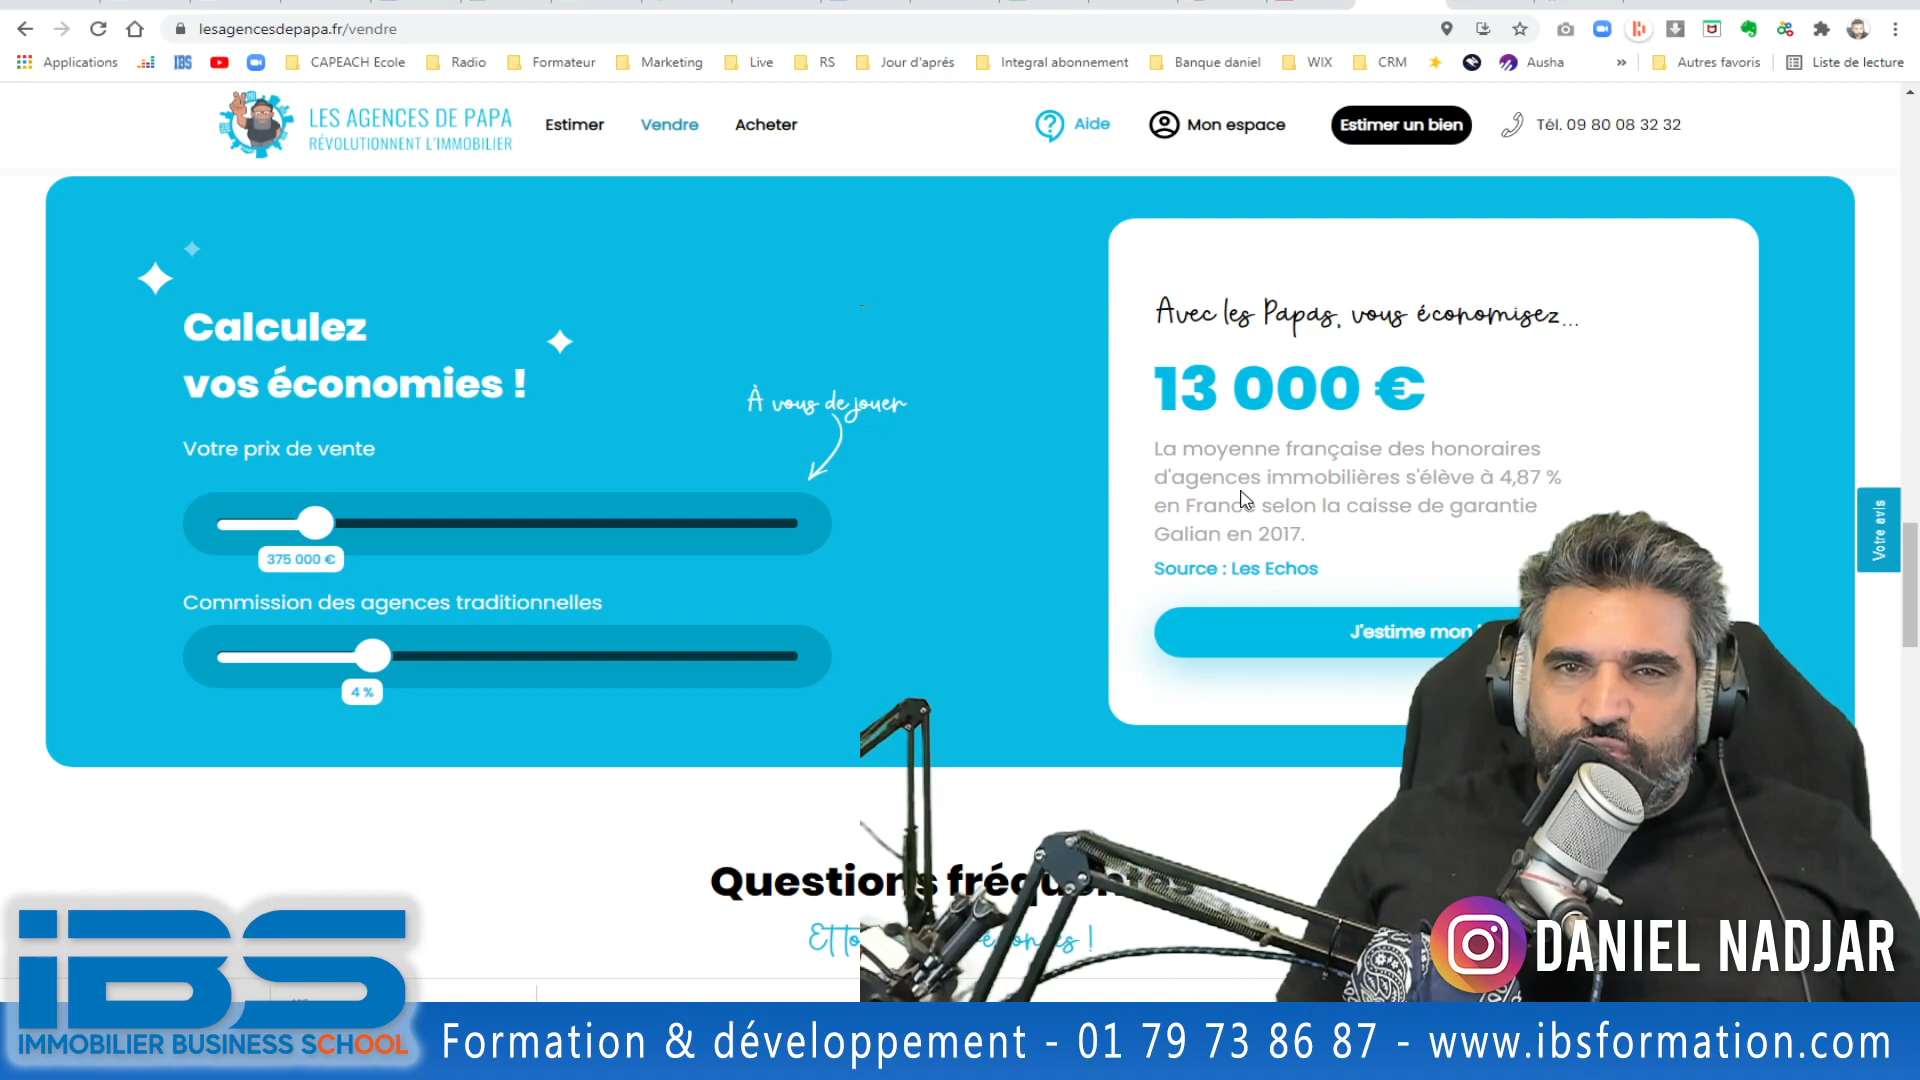 lesagencesdepapa.fr/vendre
Applications
IBS
CAPEACH Ecole
Radio
Formateur
Marketing
Live
RS
Jour d'aprés
Integral abonnement
Banque daniel
WIX
CRM
Ausha
»
Autres favoris
Liste de lecture
LES AGENCES DE PAPA
RÉVOLUTIONNENT L'IMMOBILIER
Estimer
Vendre
Acheter
Aide
Mon espace
Estimer un bien
Tél. 09 80 08 32 32
Calculez
vos économies !
À vous de jouer
Votre prix de vente
375 000 €
Commission des agences traditionnelles
4 %
Avec les Papas, vous économisez...
13 000 €
La moyenne française des honoraires
d'agences immobilières s'élève à 4,87 %
en France selon la caisse de garantie
Galian en 2017.
Source : Les Echos
J'estime mon
Votre avis
Questions fréquentes
iBS
IMMOBILIER BUSINESS SCHOOL
DANIEL NADJAR
Formation & développement - 01 79 73 86 87 - www.ibsformation.com